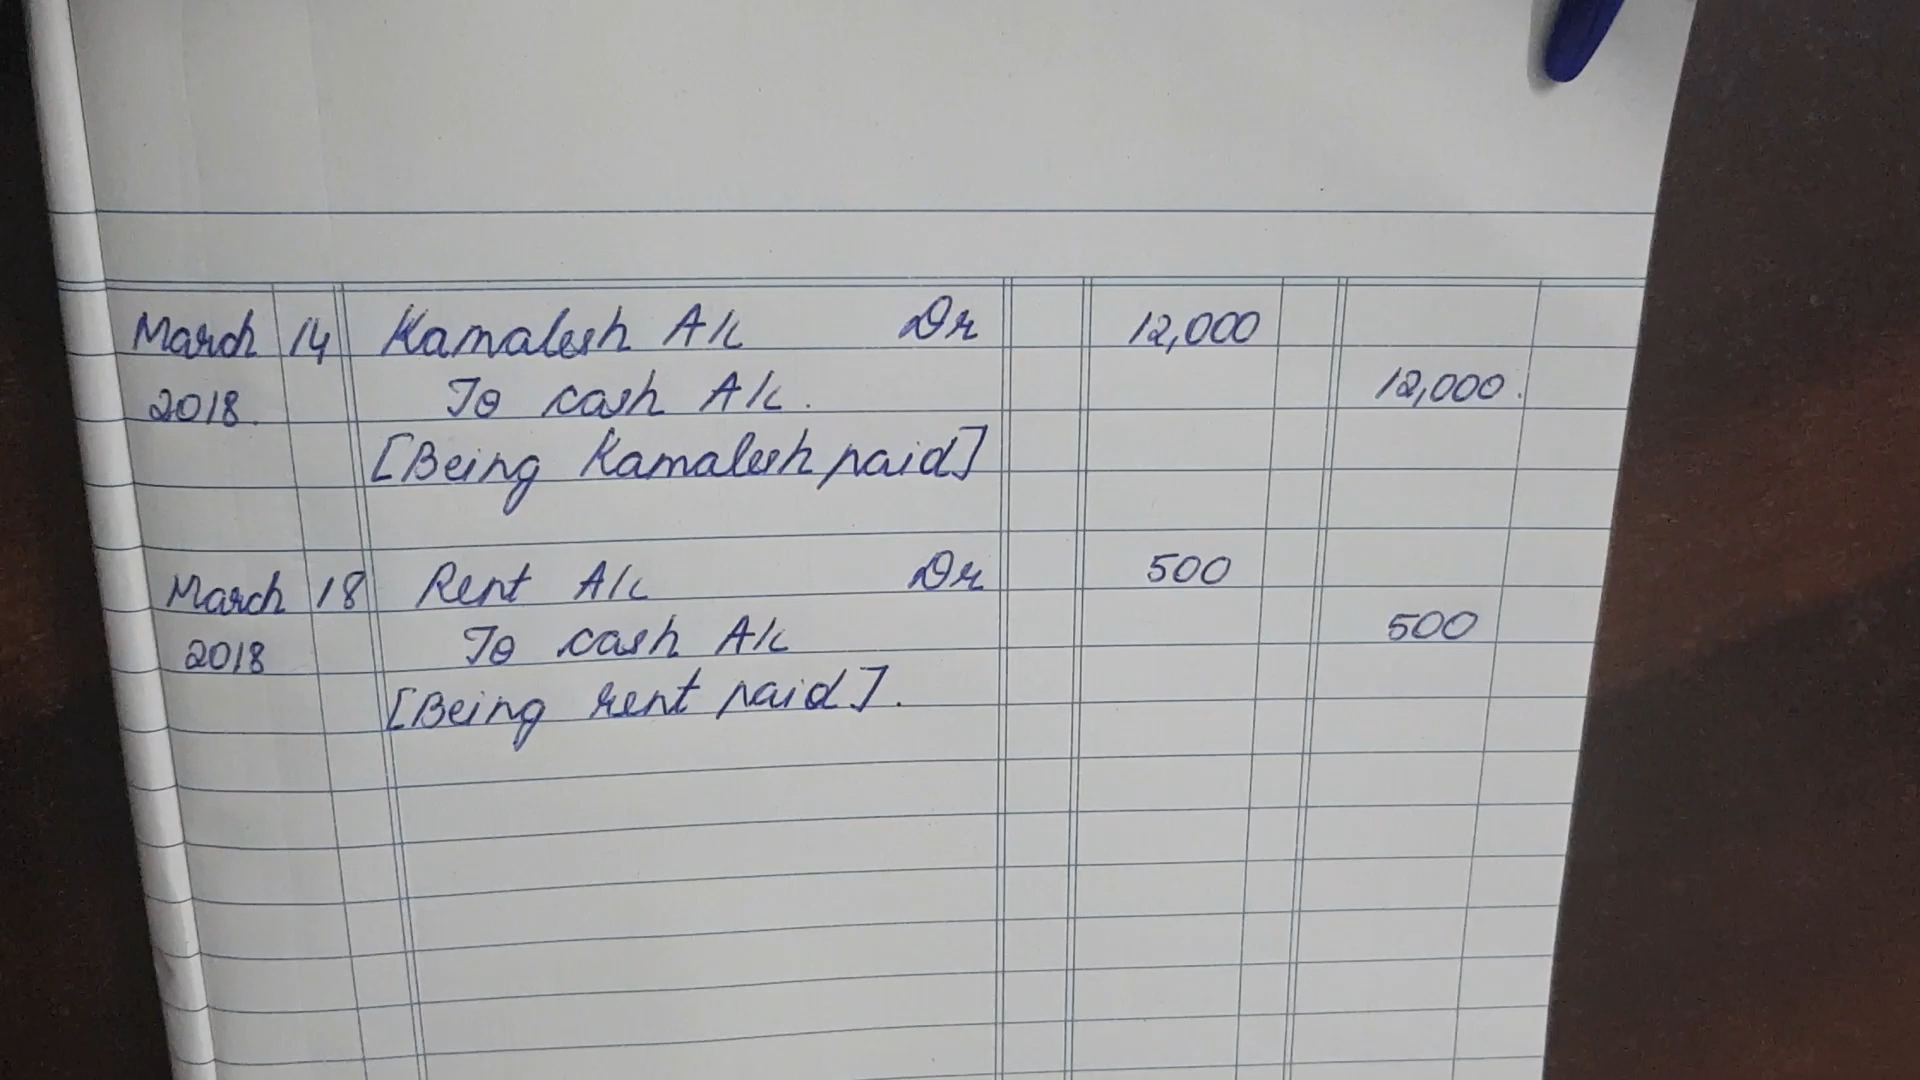 March 14 Kamalesh A/c Dr 12,000
2018. To cash A/c. 12,000.
[Being Kamalesh paid]
March 18 Rent A/c Dr 500
2018 To cash A/c 500
[Being rent paid].